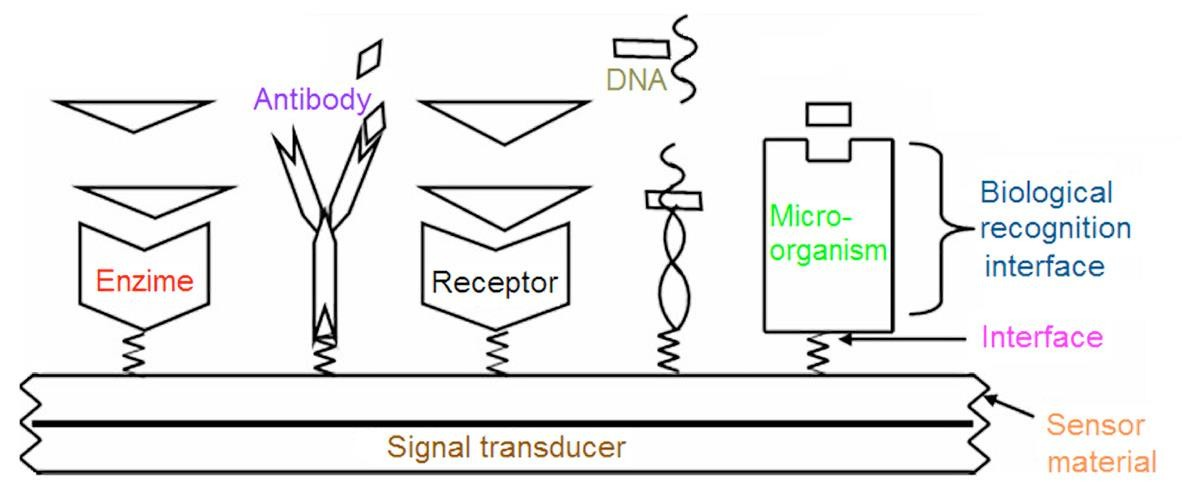 DNA
Antibody
Enzime
Receptor
Micro-
organism
Biological
recognition
interface
Interface
Sensor
material
Signal transducer